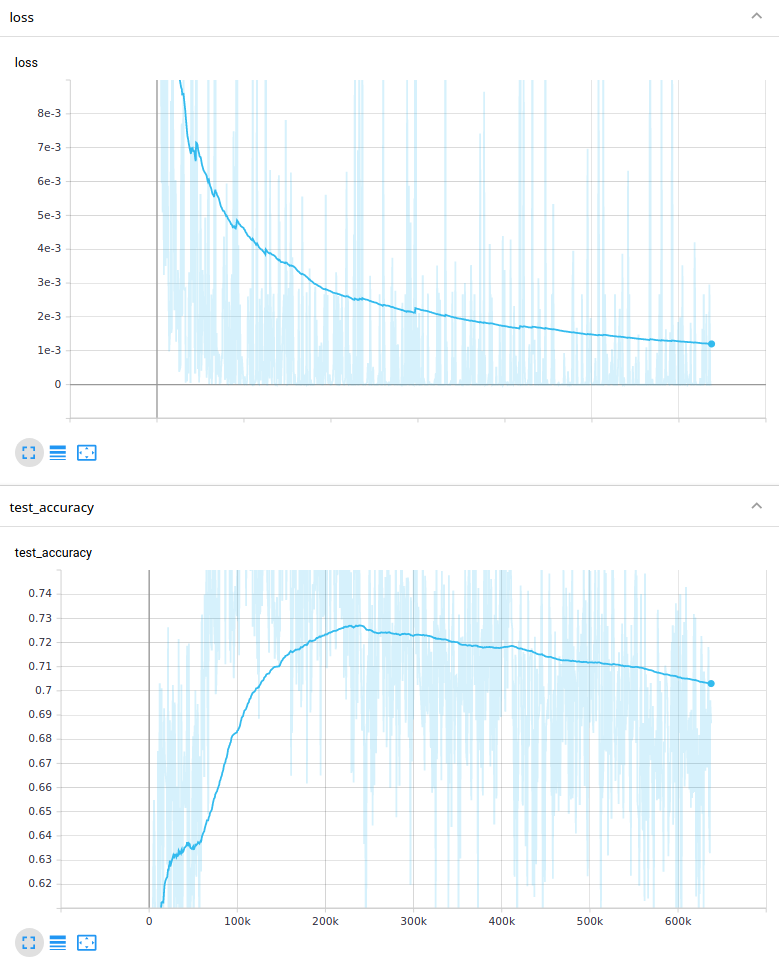 loss
loss
8e-3
7e-3
6e-3
5e-3
4e-3
3e-3
2e-3
1e-3
0
test_accuracy
test_accuracy
0.74
0.73
0.72
0.71
0.7
0.69
0.68
0.67
0.66
0.65
0.64
0.63
0.62
0 100k 200k 300k 400k 500k 600k